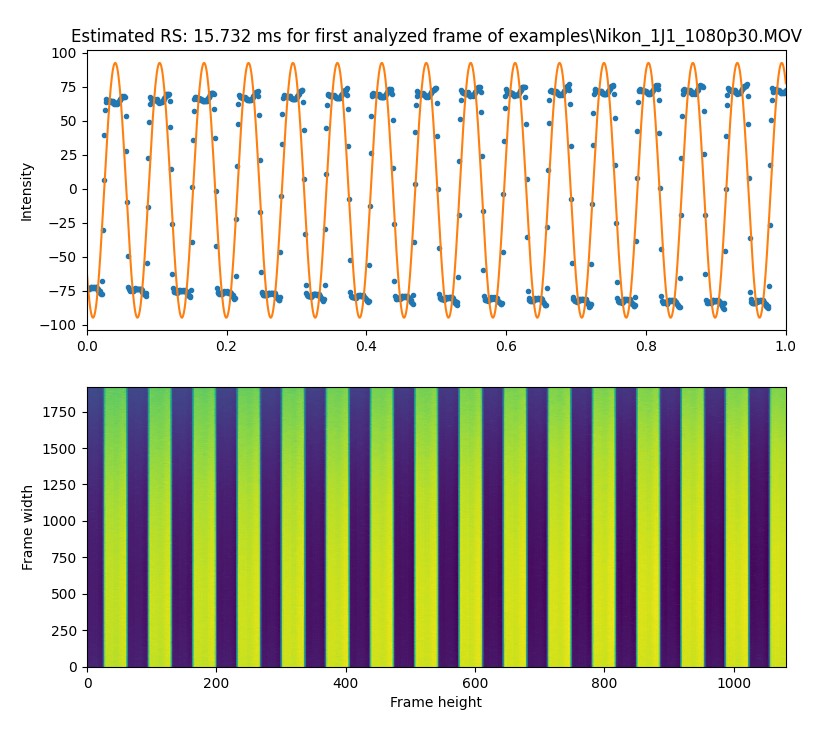 Estimated RS: 15.732 ms for first analyzed frame of examples\Nikon_1J1_1080p30.MOV
100
75
50
25
0
−25
−50
−75
−100
Intensity
0.0 0.2 0.4 0.6 0.8 1.0
1750
1500
1250
1000
750
500
250
0
Frame width
0 200 400 600 800 1000
Frame height